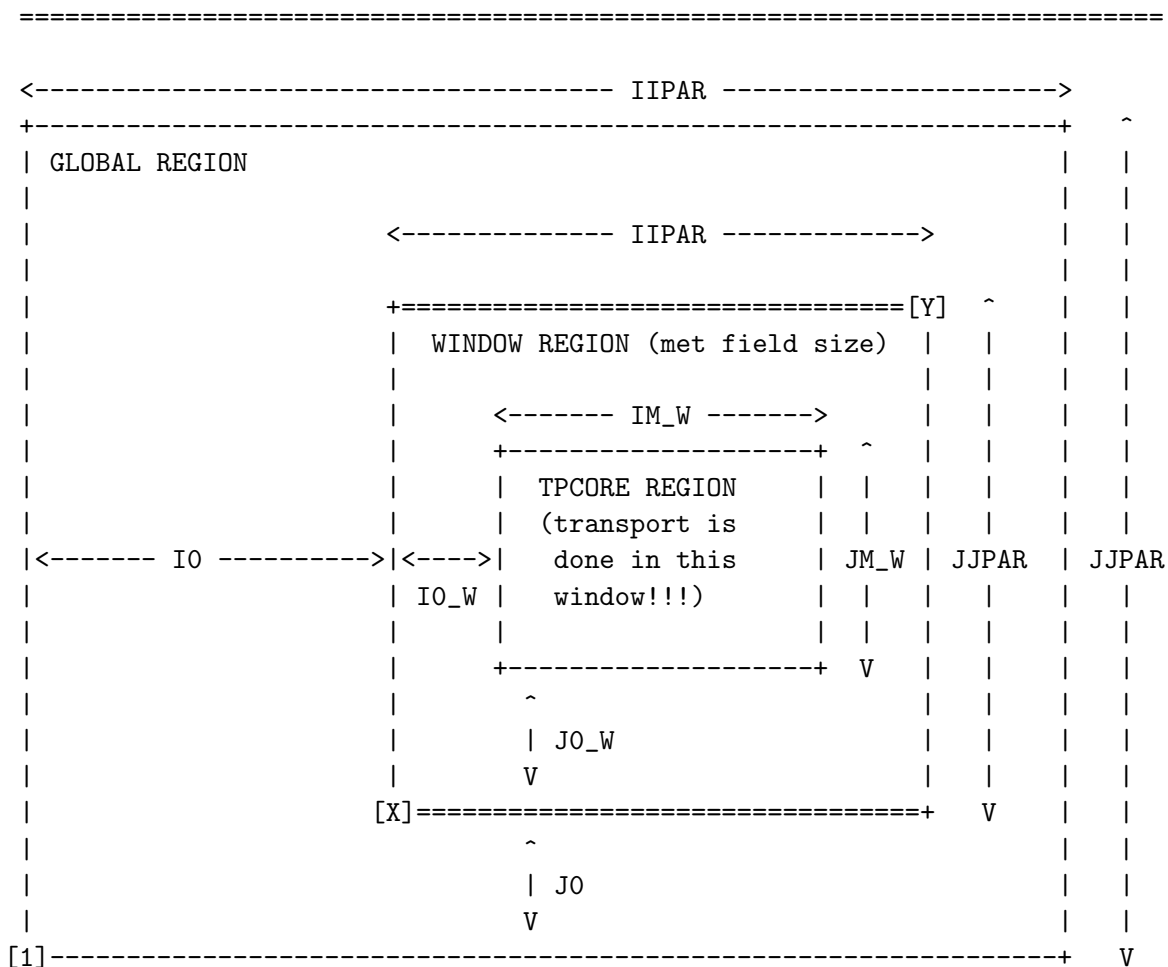 ===========================================================================
<-------------------------------------- IIPAR ---------------------->
+-------------------------------------------------------------------+ ^
| GLOBAL REGION | |
| | |
| <-------------- IIPAR -------------> | |
| | |
| +=================================[Y] ^ | |
| | WINDOW REGION (met field size) | | | |
| | | | | |
| | <------- IM_W -------> | | | |
| | +--------------------+ ^ | | | |
| | | TPCORE REGION | | | | | |
| | | (transport is | | | | | |
|<------- I0 ---------->|<---->| done in this | JM_W | JJPAR | JJPAR
| | I0_W | window!!!) | | | | | |
| | | | | | | | |
| | +--------------------+ V | | | |
| | ^ | | | |
| | | J0_W | | | |
| | V | | | |
| [X]=================================+ V | |
| ^ | |
| | J0 | |
| V | |
[1]------------------------------------------------------------------+ V